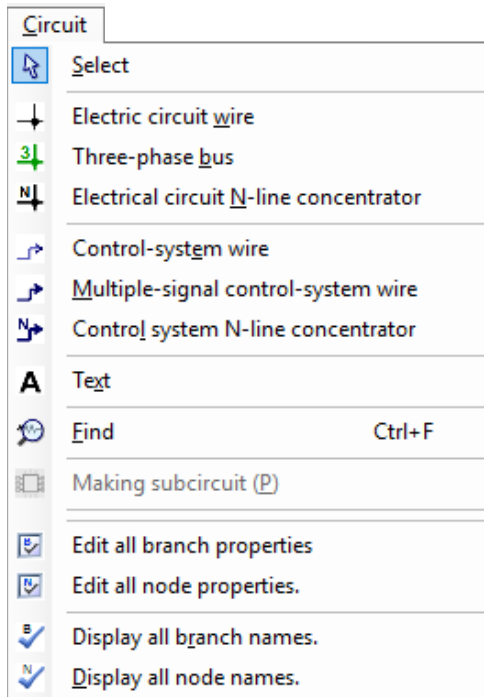 Circuit
Select
Electric circuit wire
3
Three-phase bus
N
Electrical circuit N-line concentrator
Control-system wire
Multiple-signal control-system wire
N
Control system N-line concentrator
A
Text
Find Ctrl+F
Making subcircuit (P)
B
Edit all branch properties
N
Edit all node properties.
B
Display all branch names.
N
Display all node names.